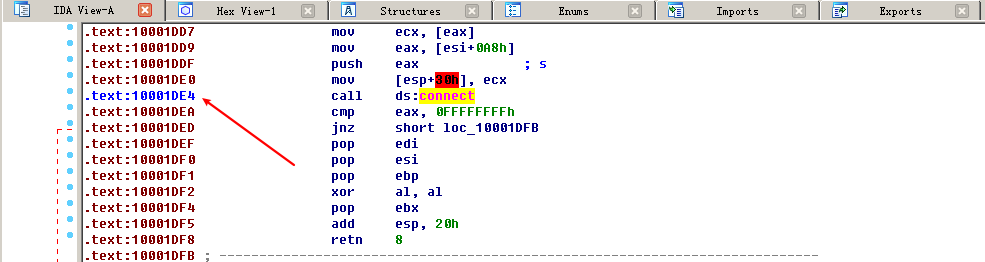 IDA View-A Hex View-1 Structures Enums Imports Exports
.text:10001DD7 mov ecx, [eax]
.text:10001DD9 mov eax, [esi+0A8h]
.text:10001DDF push eax ; s
.text:10001DE0 mov [esp+30h], ecx
.text:10001DE4 call ds:connect
.text:10001DEA cmp eax, 0FFFFFFFFh
.text:10001DED jnz short loc_10001DFB
.text:10001DEF pop edi
.text:10001DF0 pop esi
.text:10001DF1 pop ebp
.text:10001DF2 xor al, al
.text:10001DF4 pop ebx
.text:10001DF5 add esp, 20h
.text:10001DF8 retn 8
.text:10001DFB ; ---------------------------------------------------------------------------